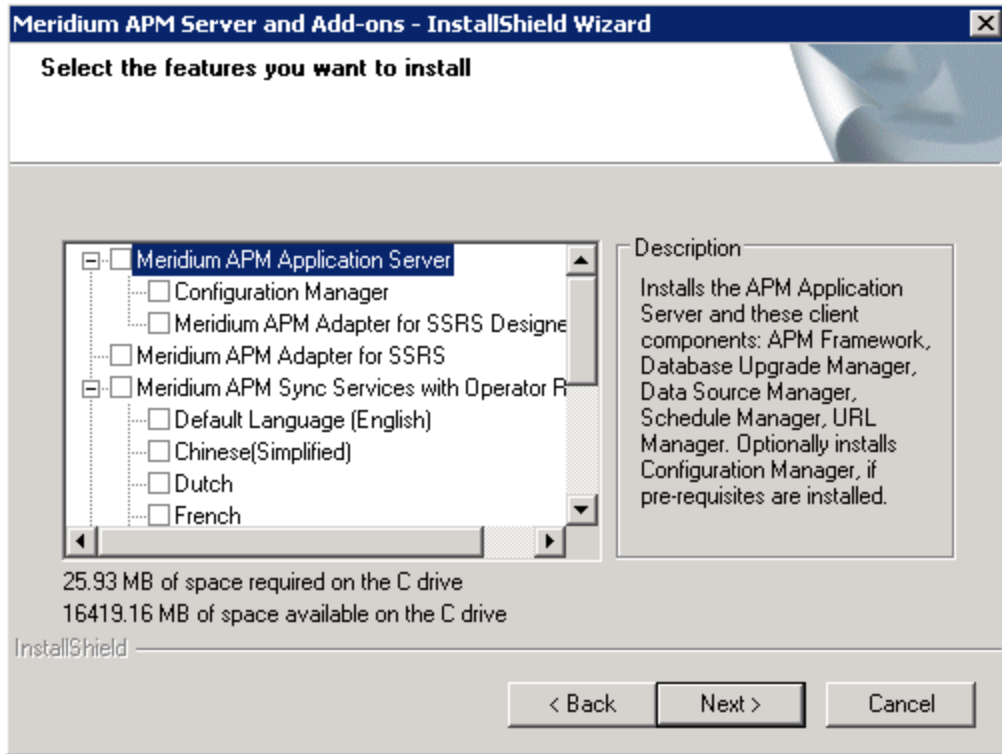 Meridium APM Server and Add-ons - InstallShield Wizard
Select the features you want to install
Meridium APM Application Server
Configuration Manager
Meridium APM Adapter for SSRS Designe
Meridium APM Adapter for SSRS
Meridium APM Sync Services with Operator R
Default Language (English)
Chinese(Simplified)
Dutch
French
Description
Installs the APM Application
Server and these client
components: APM Framework,
Database Upgrade Manager,
Data Source Manager,
Schedule Manager, URL
Manager. Optionally installs
Configuration Manager, if
pre-requisites are installed.
25.93 MB of space required on the C drive
16419.16 MB of space available on the C drive
InstallShield
< Back
Next >
Cancel